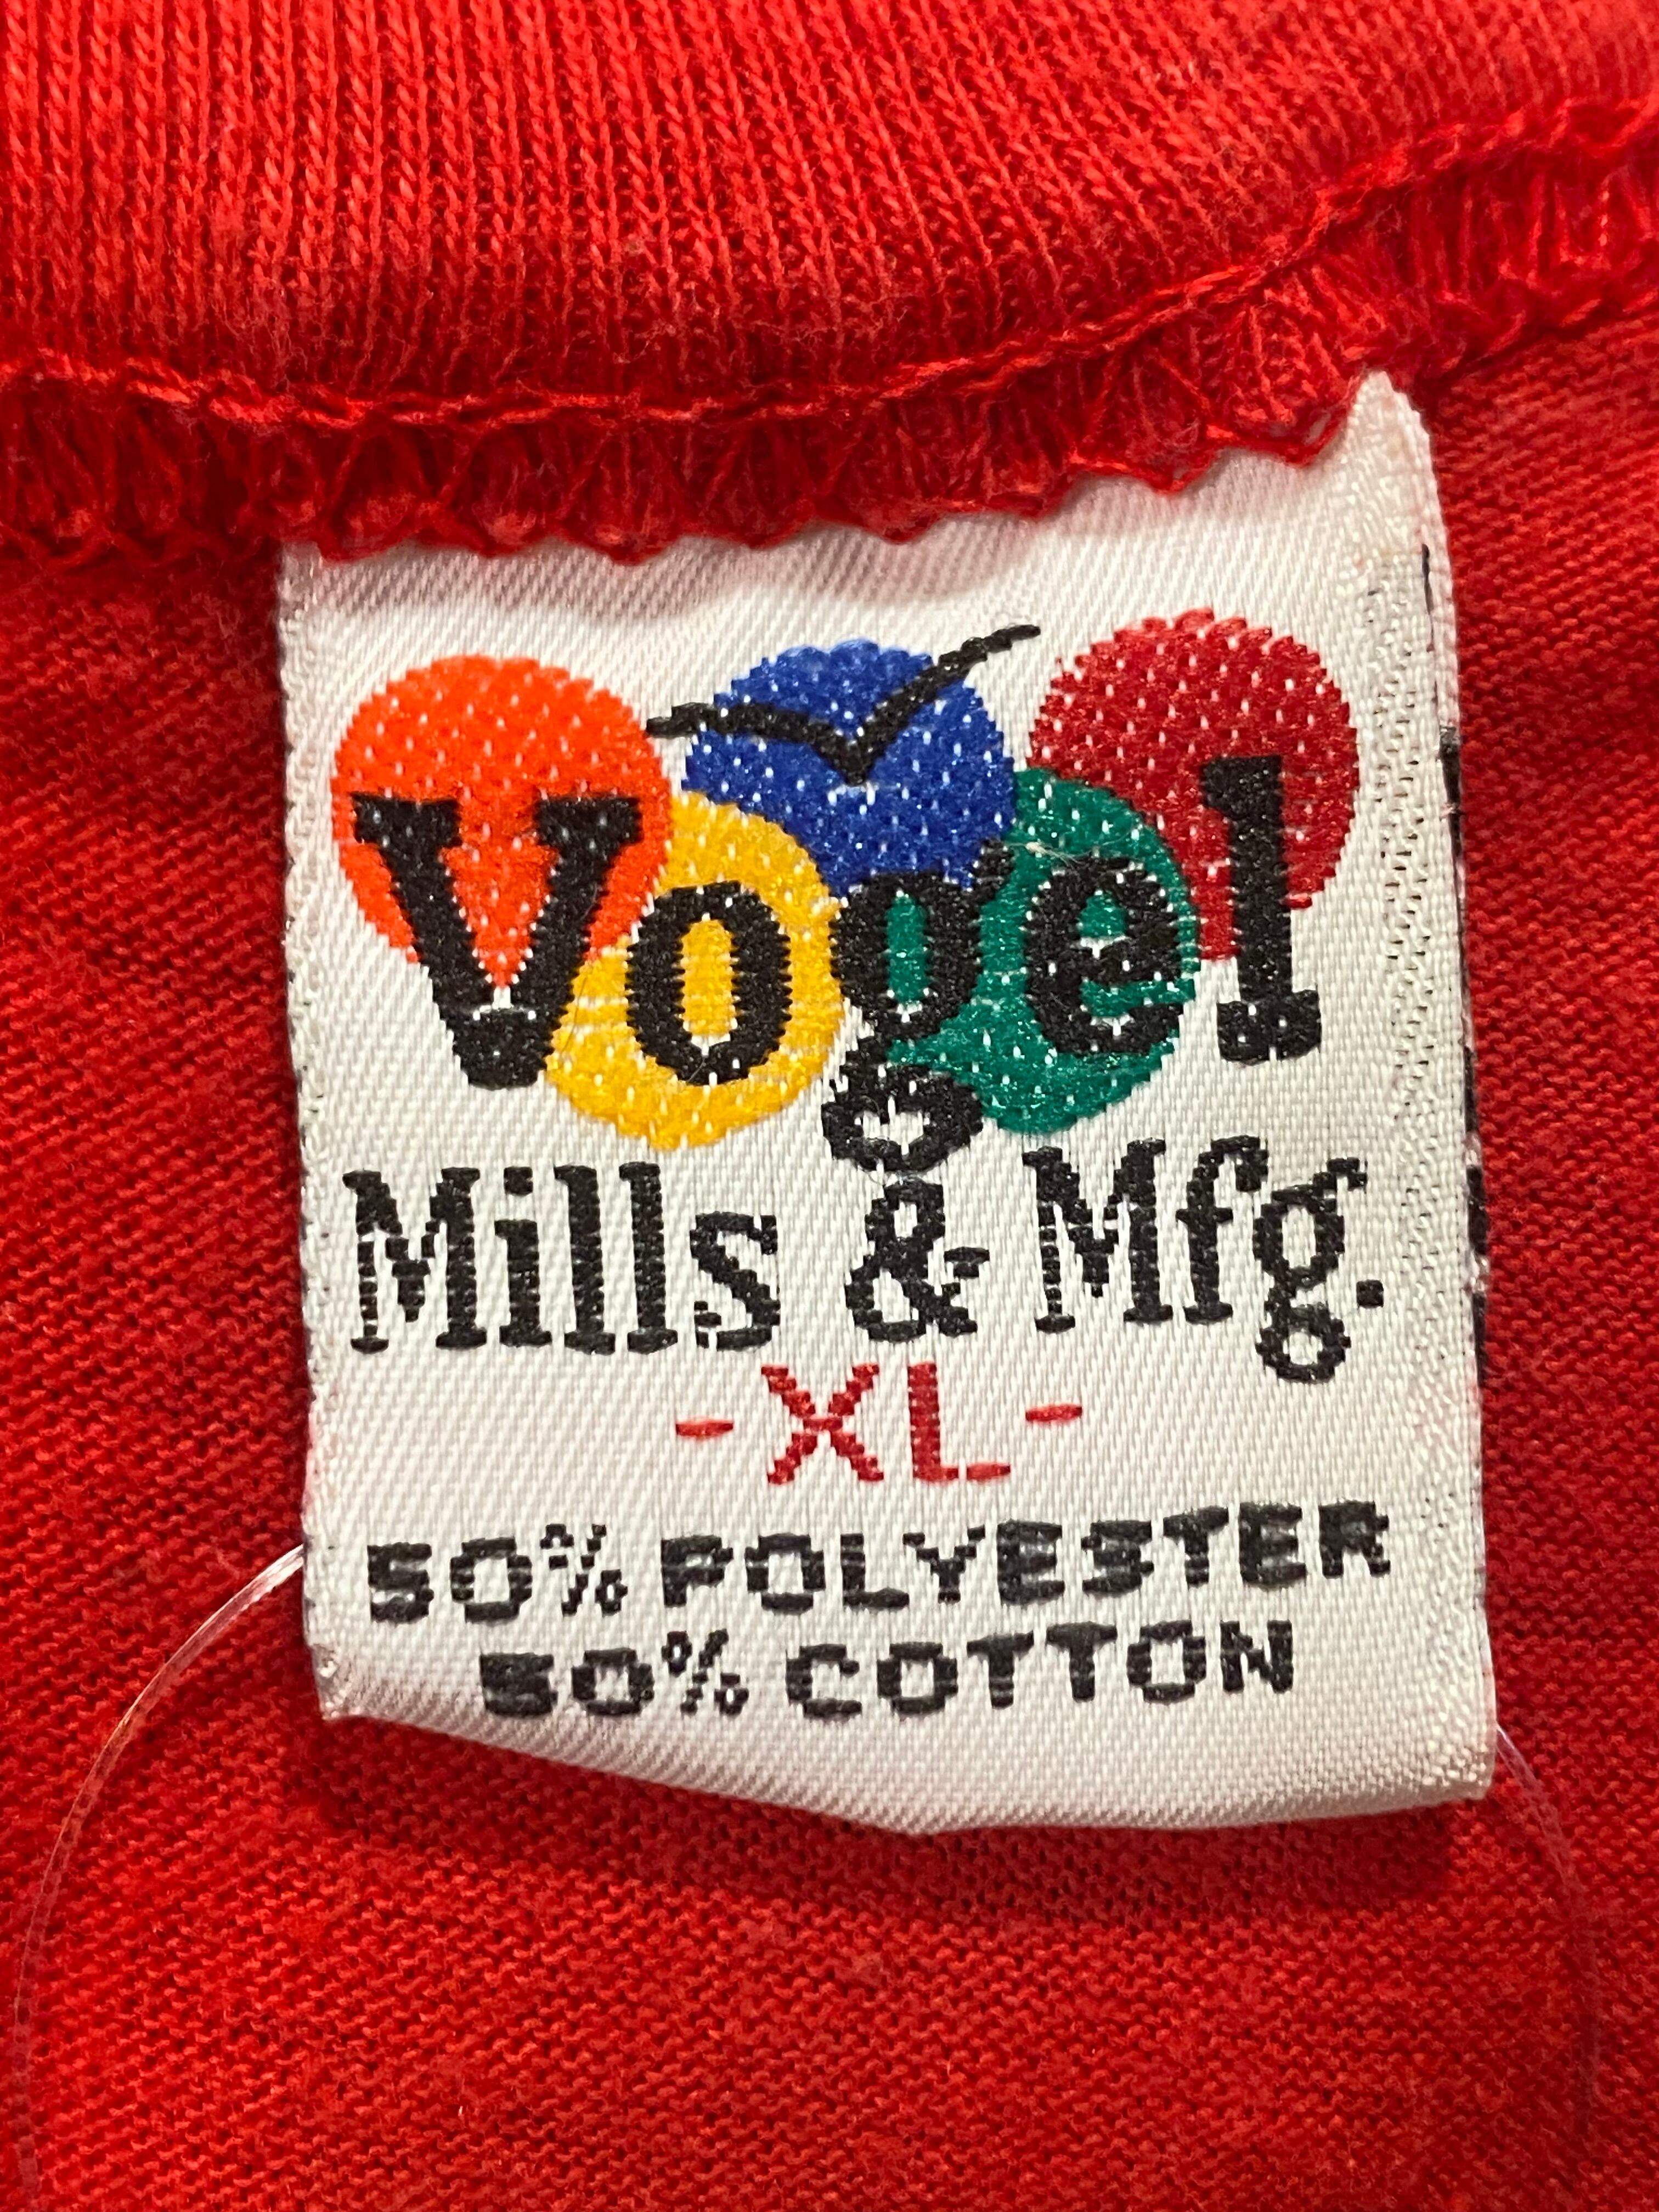 Vogel
Mills & Mfg.
-XL-
50% POLYESTER
50% COTTON